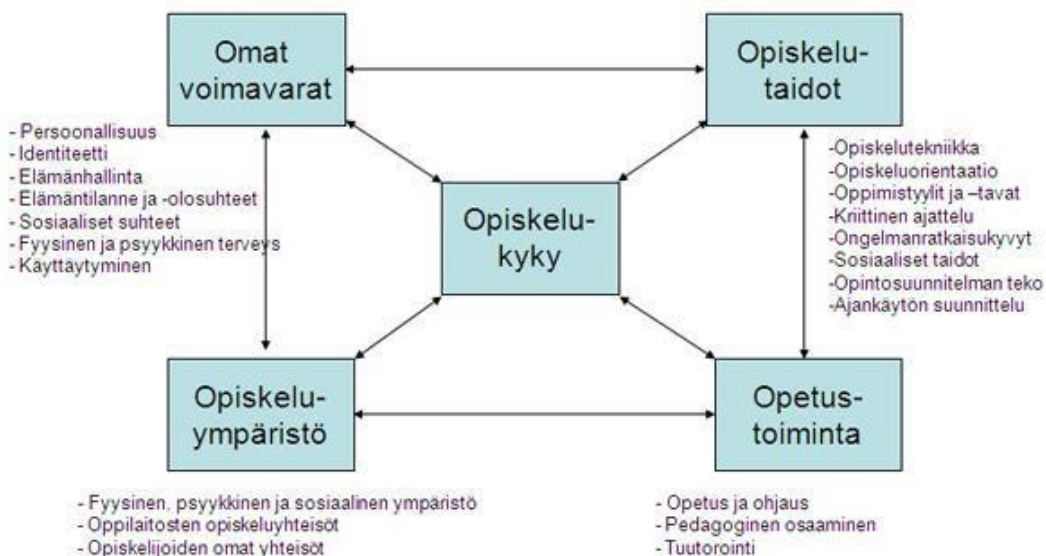 Omat
voimavarat
Opiskelu-
taidot
- Persoonallisuus
- Identiteetti
- Elämänhallinta
- Elämäntilanne ja -olosuhteet
- Sosiaaliset suhteet
- Fyysinen ja psyykkinen terveys
- Käyttäytyminen
-Opiskelutekniikka
-Opiskeluorientaatio
-Oppimistyylit ja –tavat
-Kriittinen ajattelu
-Ongelmanratkaisukyvyt
-Sosiaaliset taidot
-Opintosuunnitelman teko
-Ajankäytön suunnittelu
Opiskelu-
kyky
Opiskelu-
ympäristö
Opetus-
toiminta
- Fyysinen, psyykkinen ja sosiaalinen ympäristö
- Oppilaitosten opiskeluyhteisöt
- Opiskelijoiden omat yhteisöt
- Opetus ja ohjaus
- Pedagoginen osaaminen
- Tuutorointi